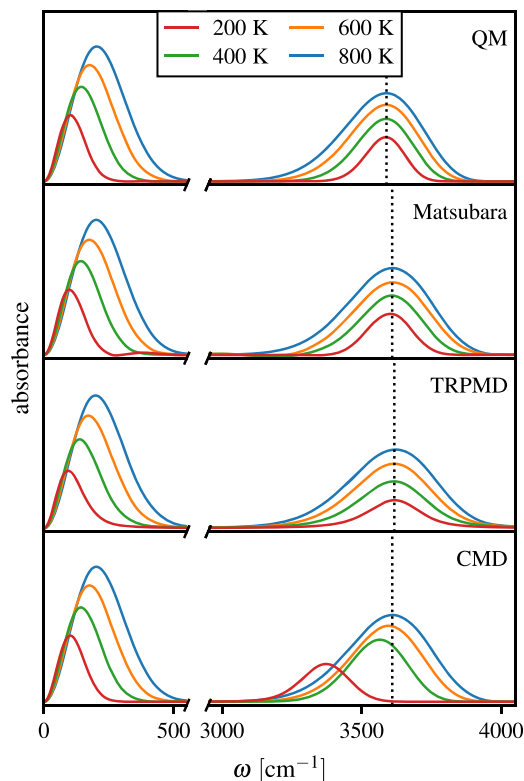 200 K 600 K
400 K 800 K
QM
Matsubara
TRPMD
CMD
absorbance
0 500 3000 3500 4000
ω [cm⁻¹]